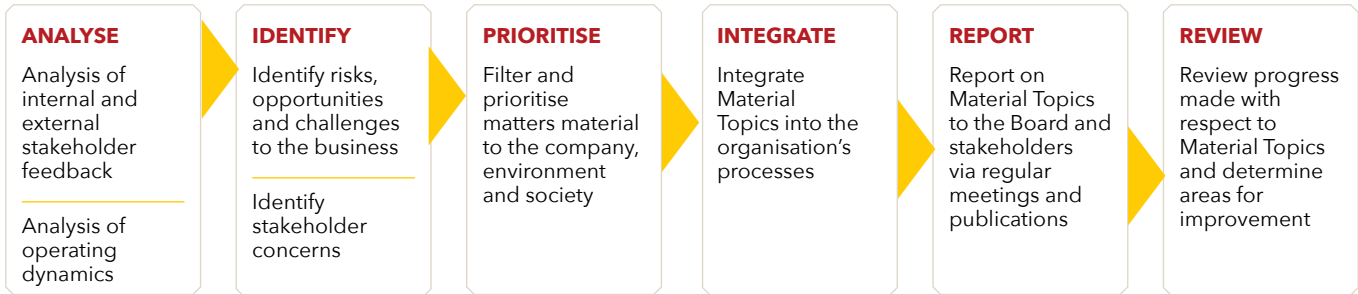 ANALYSE
Analysis of
internal and
external
stakeholder
feedback
Analysis of
operating
dynamics
IDENTIFY
Identify risks,
opportunities
and challenges
to the business
Identify
stakeholder
concerns
PRIORITISE
Filter and
prioritise
matters material
to the company,
environment
and society
INTEGRATE
Integrate
Material
Topics into the
organisation’s
processes
REPORT
Report on
Material Topics
to the Board and
stakeholders
via regular
meetings and
publications
REVIEW
Review progress
made with
respect to
Material Topics
and determine
areas for
improvement